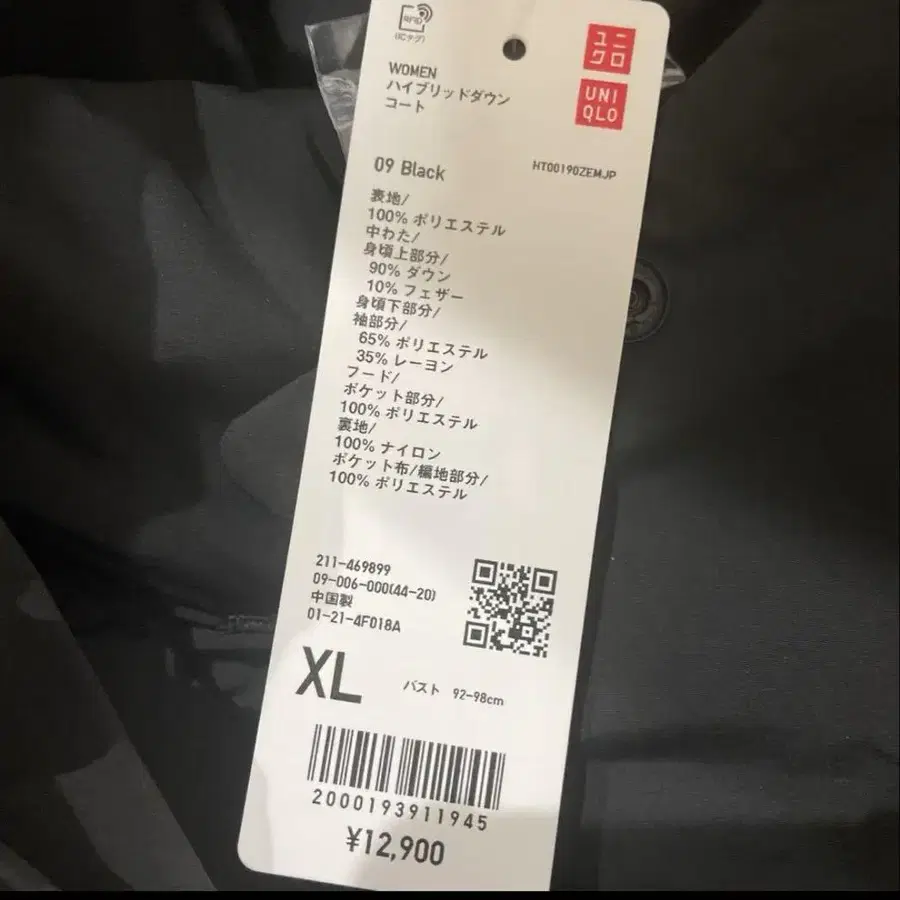 RFID
(ICタグ)
ユニ
クロ
UNI
QLO
WOMEN
ハイブリッドダウン
コート
09 Black
HT00190ZEMJP
表地/
100% ポリエステル
中わた/
身頃上部分/
90% ダウン
10% フェザー
身頃下部分/
袖部分/
65% ポリエステル
35% レーヨン
フード/
ポケット部分/
100% ポリエステル
裏地/
100% ナイロン
ポケット布/編地部分/
100% ポリエステル
211-469899
09-006-000(44-20)
中国製
01-21-4F018A
XL
バスト 92-98cm
2000193911945
¥12,900